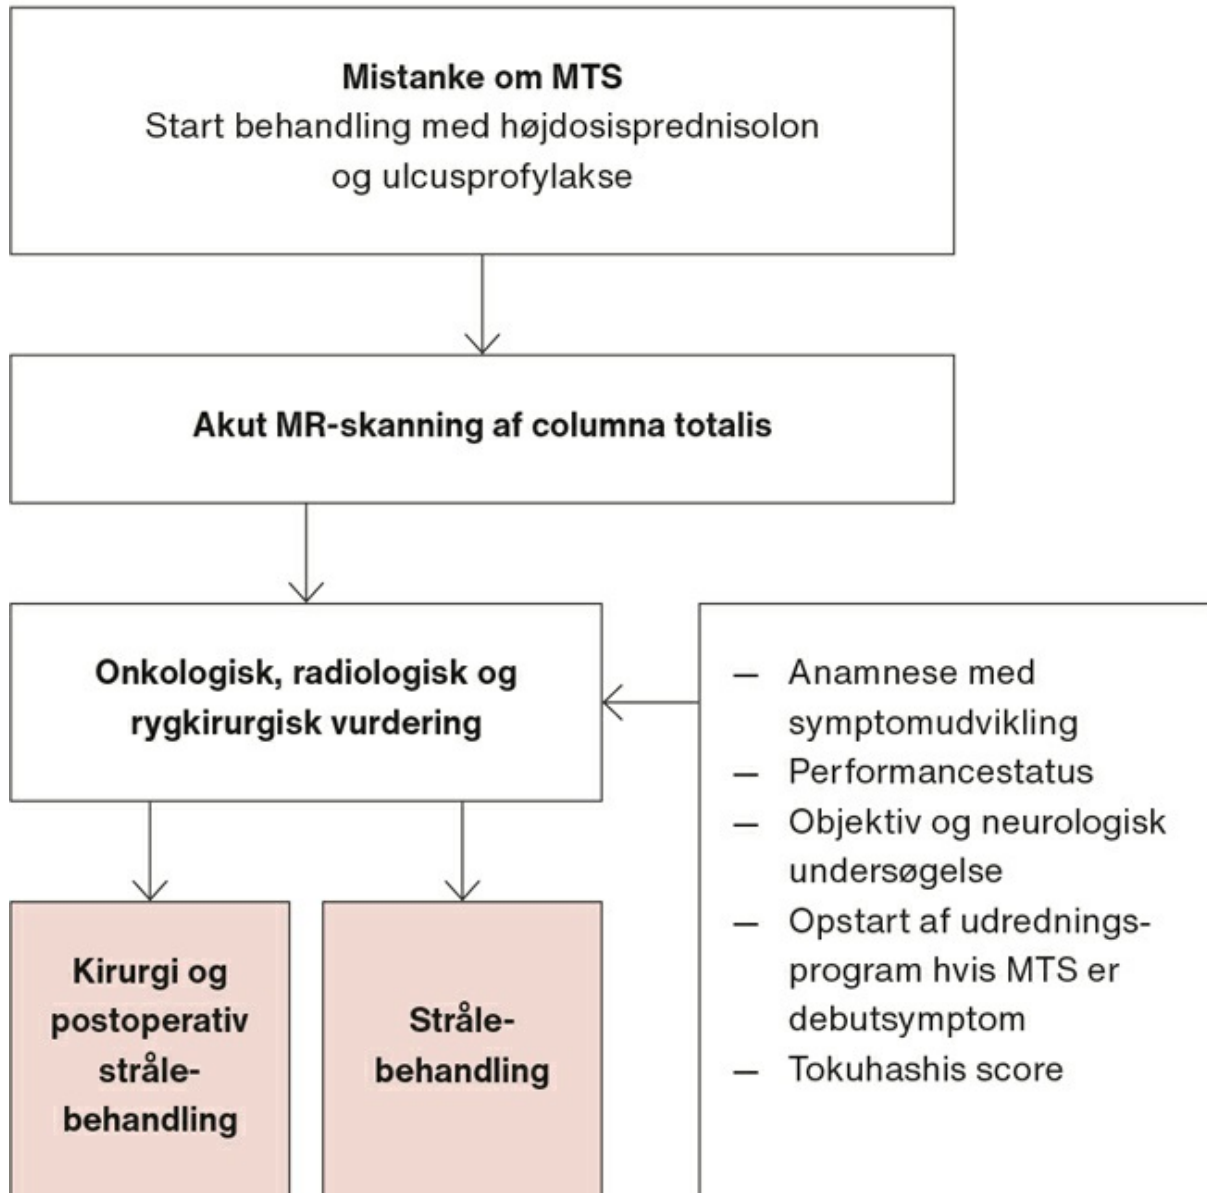 Mistanke om MTS
Start behandling med højdosisprednisolon
og ulcusprofylakse
Akut MR-skanning af columna totalis
Onkologisk, radiologisk og
rygkirurgisk vurdering
— Anamnese med
symptomudvikling
— Performancestatus
— Objektiv og neurologisk
undersøgelse
— Opstart af udrednings-
program hvis MTS er
debutsymptom
— Tokuhashis score
Kirurgi og
postoperativ
stråle-
behandling
Stråle-
behandling